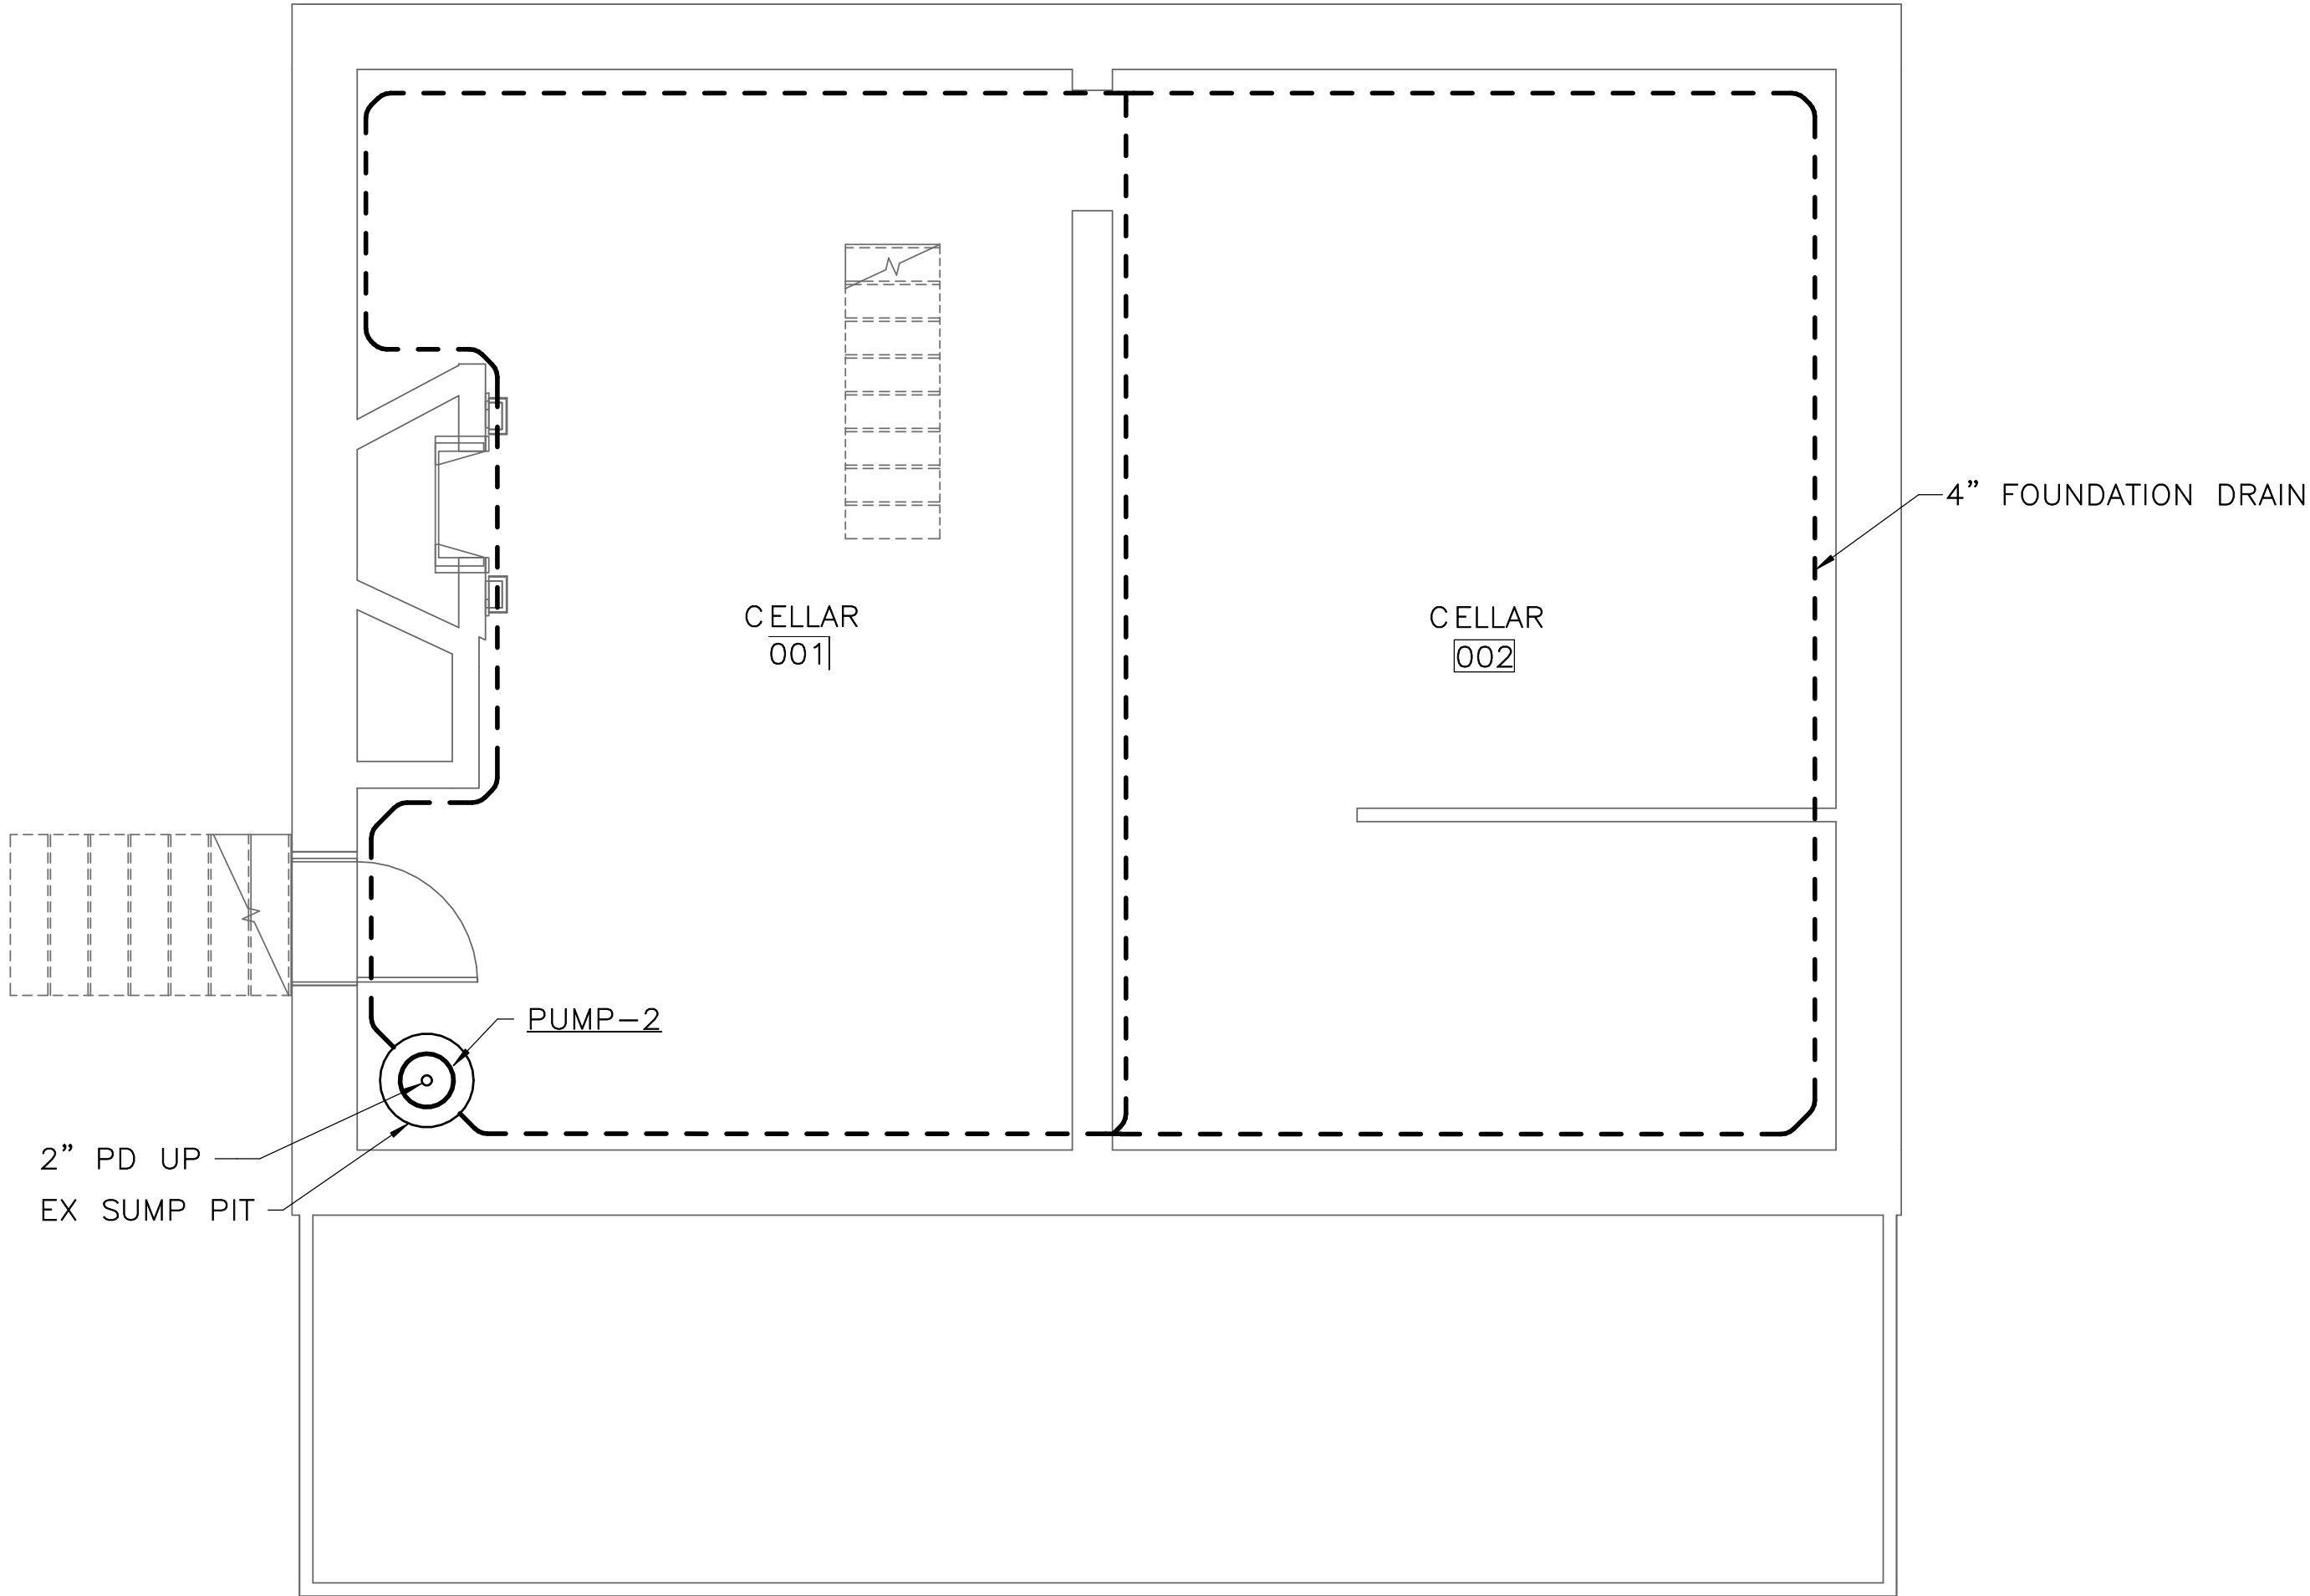 4” FOUNDATION DRAIN
CELLAR
001
CELLAR
002
PUMP-2
2” PD UP
EX SUMP PIT